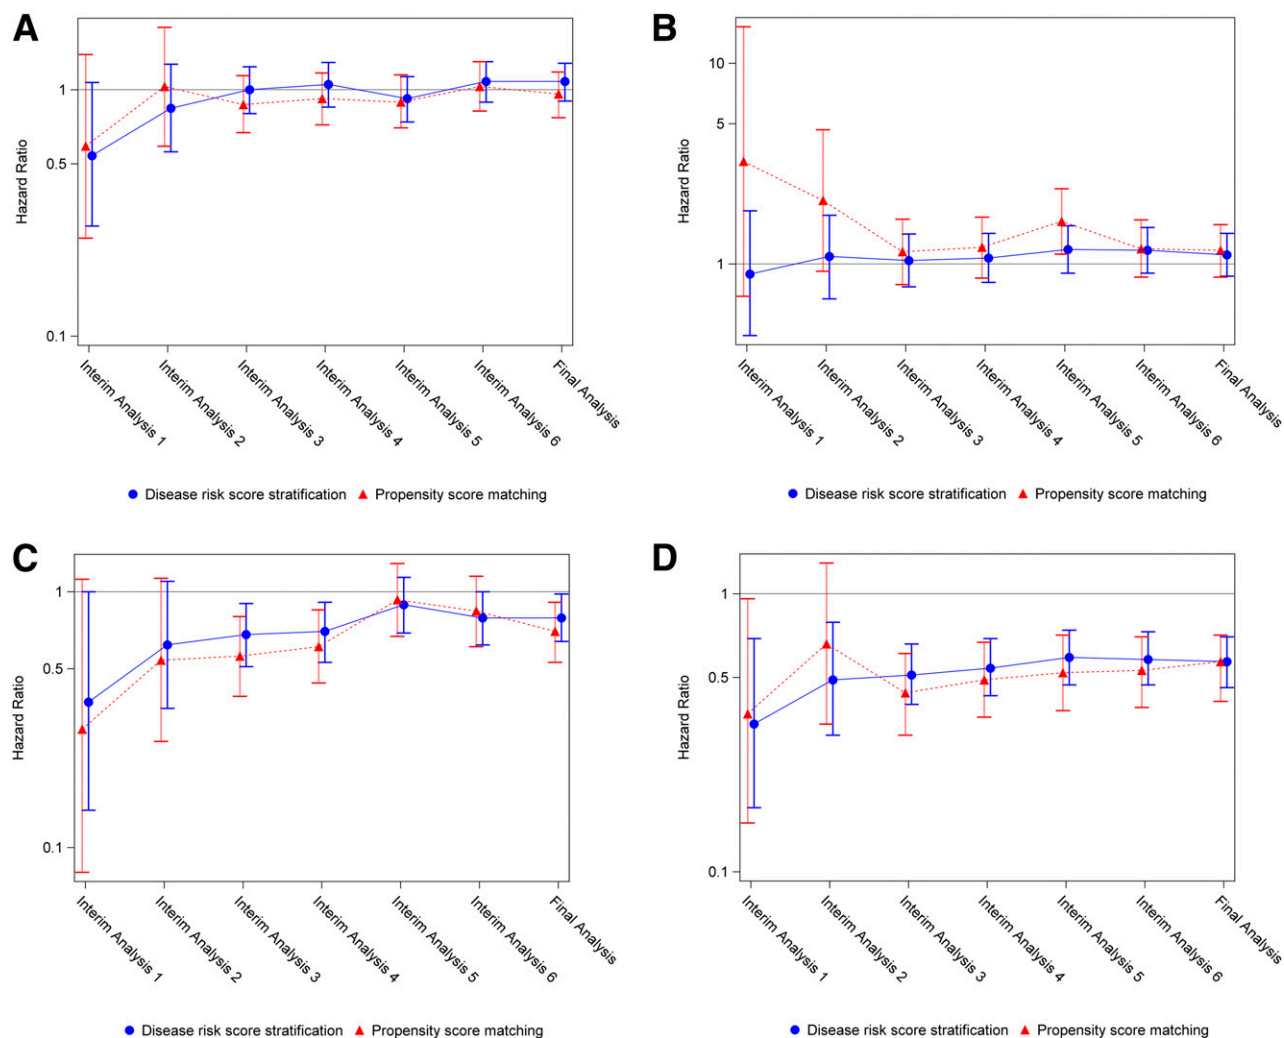 A
Hazard Ratio
1
0.5
0.1
Interim Analysis 1
Interim Analysis 2
Interim Analysis 3
Interim Analysis 4
Interim Analysis 5
Interim Analysis 6
Final Analysis
Disease risk score stratification Propensity score matching
B
Hazard Ratio
10
5
1
Interim Analysis 1
Interim Analysis 2
Interim Analysis 3
Interim Analysis 4
Interim Analysis 5
Interim Analysis 6
Final Analysis
Disease risk score stratification Propensity score matching
C
Hazard Ratio
1
0.5
0.1
Interim Analysis 1
Interim Analysis 2
Interim Analysis 3
Interim Analysis 4
Interim Analysis 5
Interim Analysis 6
Final Analysis
Disease risk score stratification Propensity score matching
D
Hazard Ratio
1
0.5
0.1
Interim Analysis 1
Interim Analysis 2
Interim Analysis 3
Interim Analysis 4
Interim Analysis 5
Interim Analysis 6
Final Analysis
Disease risk score stratification Propensity score matching